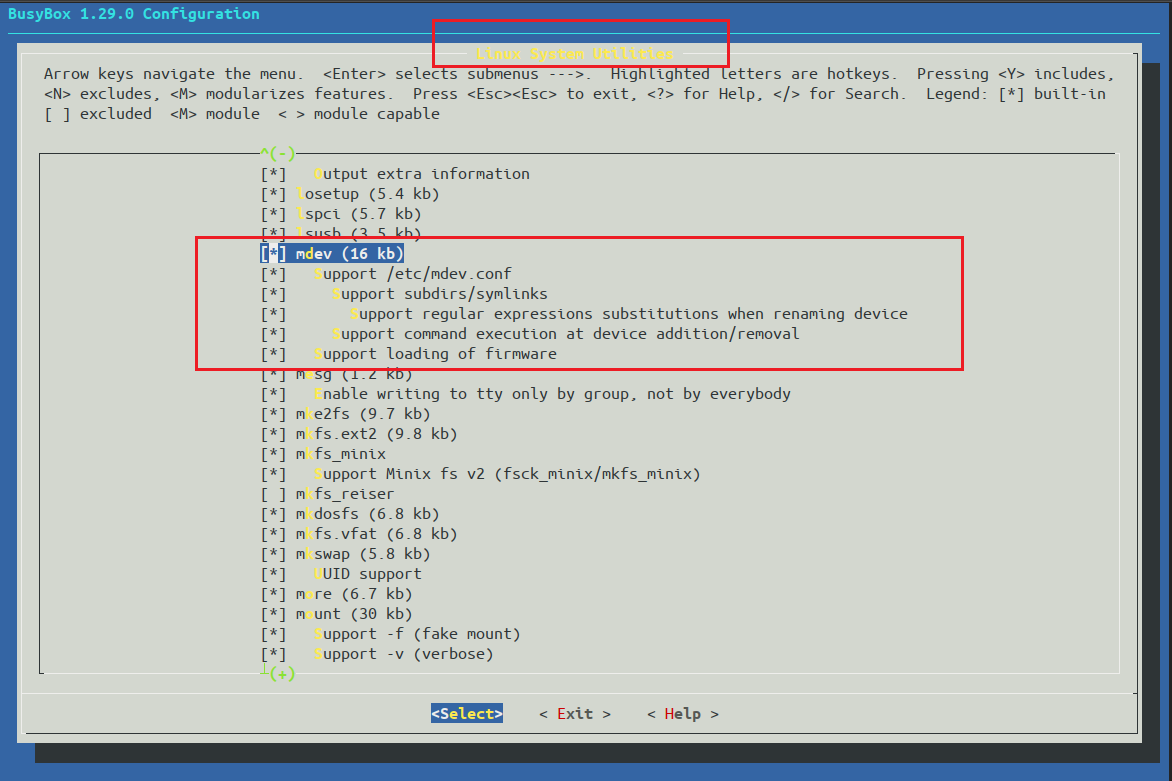 BusyBox 1.29.0 Configuration
Linux System Utilities
Arrow keys navigate the menu.  <Enter> selects submenus --->.  Highlighted letters are hotkeys.  Pressing <Y> includes,
<N> excludes, <M> modularizes features.  Press <Esc><Esc> to exit, <?> for Help, </> for Search.  Legend: [*] built-in
[ ] excluded  <M> module  < > module capable
^(-)
[*]   Output extra information
[*] losetup (5.4 kb)
[*] lspci (5.7 kb)
[*] lsusb (3.5 kb)
[*] mdev (16 kb)
[*]   Support /etc/mdev.conf
[*]     Support subdirs/symlinks
[*]       Support regular expressions substitutions when renaming device
[*]     Support command execution at device addition/removal
[*]   Support loading of firmware
[*] mesg (1.2 kb)
[*]   Enable writing to tty only by group, not by everybody
[*] mke2fs (9.7 kb)
[*] mkfs.ext2 (9.8 kb)
[*] mkfs_minix
[*]   Support Minix fs v2 (fsck_minix/mkfs_minix)
[ ] mkfs_reiser
[*] mkdosfs (6.8 kb)
[*] mkfs.vfat (6.8 kb)
[*] mkswap (5.8 kb)
[*]   UUID support
[*] more (6.7 kb)
[*] mount (30 kb)
[*]   Support -f (fake mount)
[*]   Support -v (verbose)
┴(+)
<Select>    < Exit >    < Help >